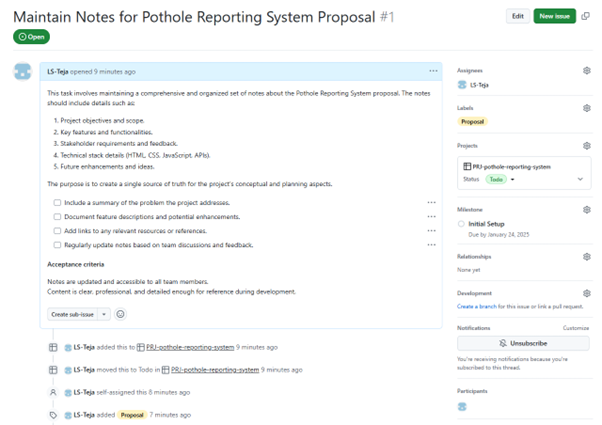 Maintain Notes for Pothole Reporting System Proposal #1
Edit
New issue
Open
LS-Teja opened 9 minutes ago
This task involves maintaining a comprehensive and organized set of notes about the Pothole Reporting System proposal. The notes
should include details such as:
1. Project objectives and scope.
2. Key features and functionalities.
3. Stakeholder requirements and feedback.
4. Technical stack details (HTML, CSS, JavaScript, APIs).
5. Future enhancements and ideas.
The purpose is to create a single source of truth for the project's conceptual and planning aspects.
Include a summary of the problem the project addresses.
Document feature descriptions and potential enhancements.
Add links to any relevant resources or references.
Regularly update notes based on team discussions and feedback.
Acceptance criteria
Notes are updated and accessible to all team members.
Content is clear, professional, and detailed enough for reference during development.
Create sub-issue
LS-Teja added this to PRJ-pothole-reporting-system 9 minutes ago
LS-Teja moved this to Todo in PRJ-pothole-reporting-system 9 minutes ago
LS-Teja self-assigned this 8 minutes ago
LS-Teja added Proposal 7 minutes ago
Assignees
LS-Teja
Labels
Proposal
Projects
PRJ-pothole-reporting-system
Status Todo
Milestone
Initial Setup
Due by January 24, 2025
Relationships
None yet
Development
Create a branch for this issue or link a pull request.
Notifications Customize
Unsubscribe
You're receiving notifications because you're
subscribed to this thread.
Participants